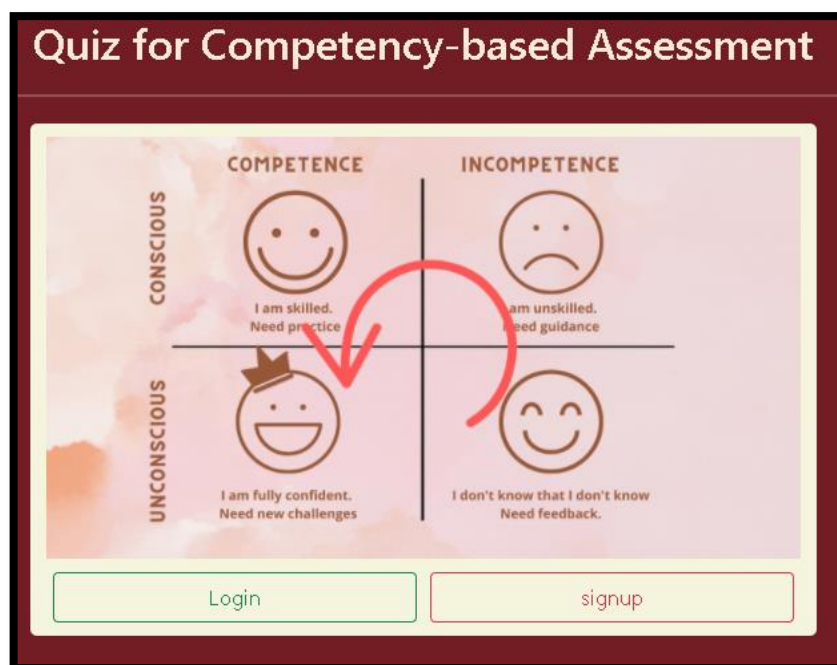 Quiz for Competency-based Assessment
COMPETENCE
INCOMPETENCE
CONSCIOUS
I am skilled.
Need practice
am unskilled.
Need guidance
UNCONSCIOUS
I am fully confident.
Need new challenges
I don't know that I don't know
Need feedback.
Login
signup